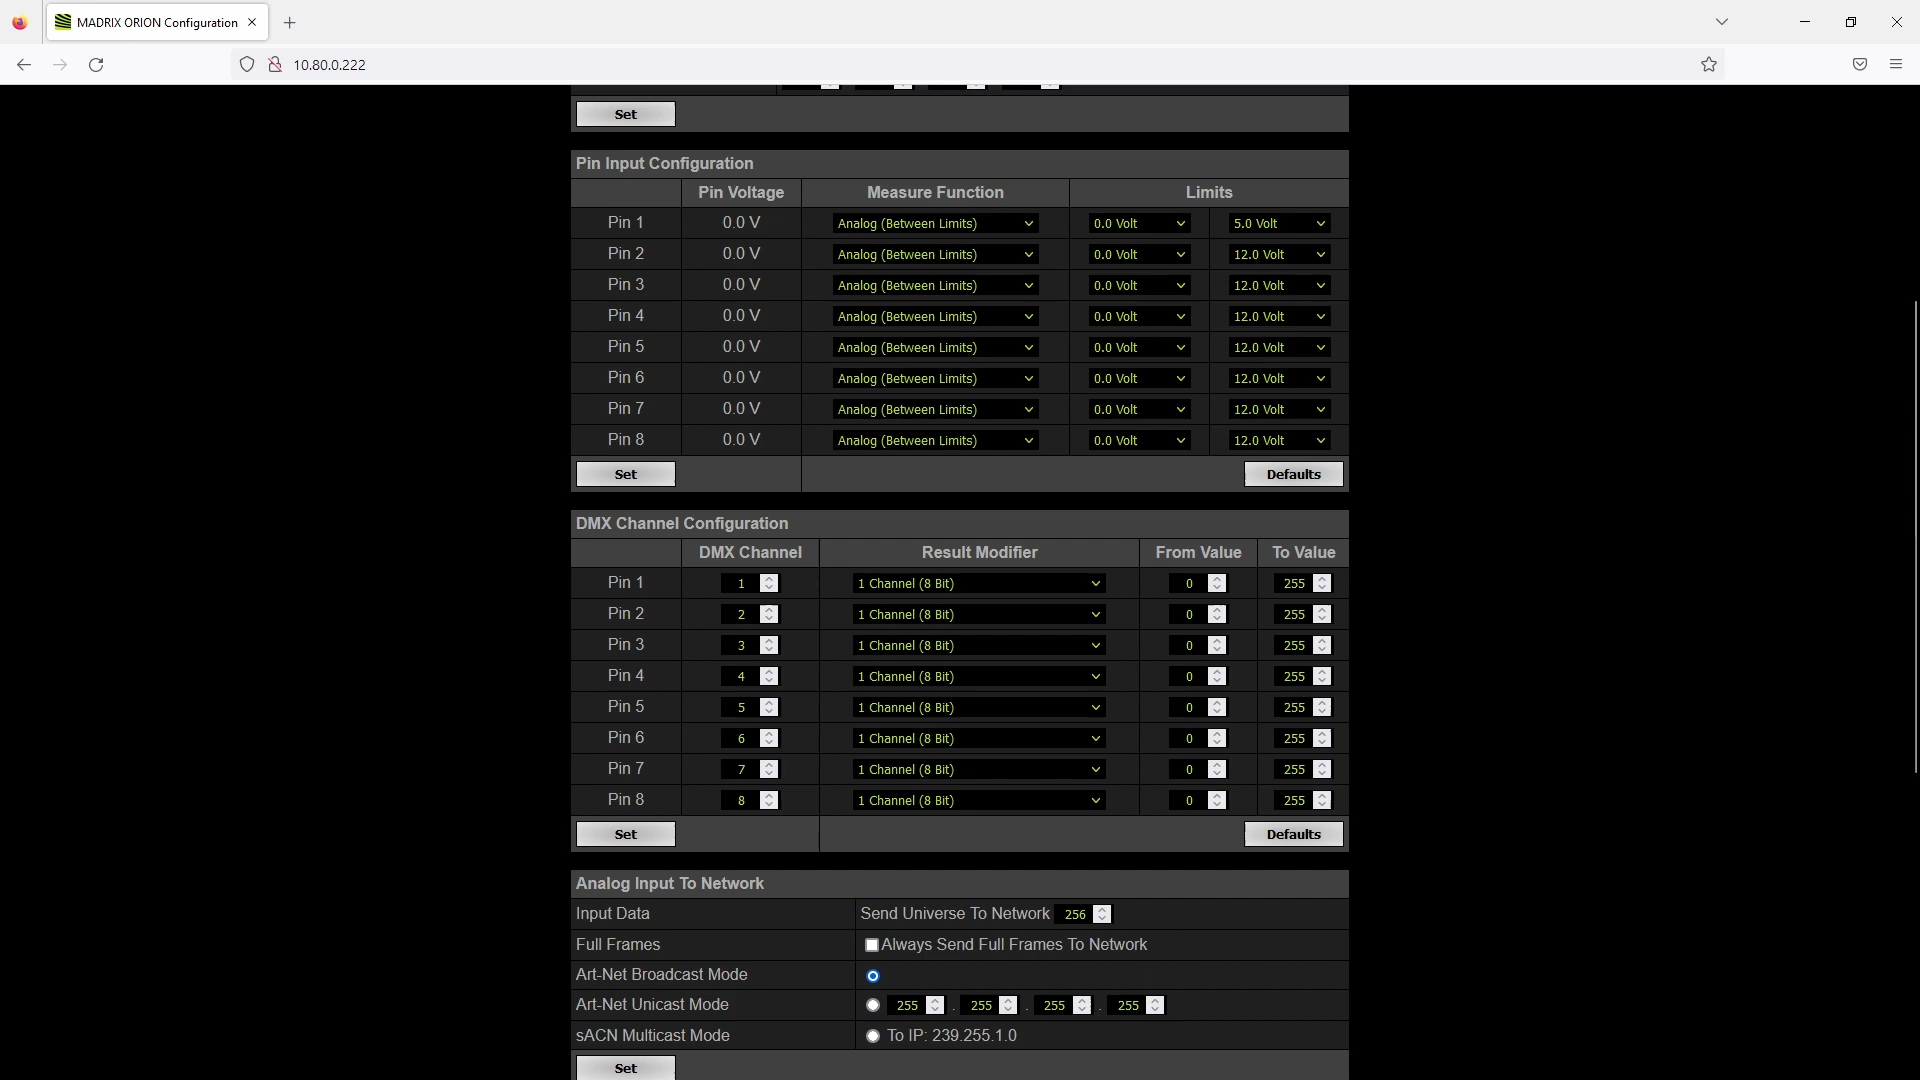 MADRIX ORION Configuration
10.80.0.222
Set
Pin Input Configuration
Pin Voltage Measure Function Limits
Pin 1 0.0 V Analog (Between Limits) 0.0 Volt 5.0 Volt
Pin 2 0.0 V Analog (Between Limits) 0.0 Volt 12.0 Volt
Pin 3 0.0 V Analog (Between Limits) 0.0 Volt 12.0 Volt
Pin 4 0.0 V Analog (Between Limits) 0.0 Volt 12.0 Volt
Pin 5 0.0 V Analog (Between Limits) 0.0 Volt 12.0 Volt
Pin 6 0.0 V Analog (Between Limits) 0.0 Volt 12.0 Volt
Pin 7 0.0 V Analog (Between Limits) 0.0 Volt 12.0 Volt
Pin 8 0.0 V Analog (Between Limits) 0.0 Volt 12.0 Volt
Set Defaults
DMX Channel Configuration
DMX Channel Result Modifier From Value To Value
Pin 1 1 1 Channel (8 Bit) 0 255
Pin 2 2 1 Channel (8 Bit) 0 255
Pin 3 3 1 Channel (8 Bit) 0 255
Pin 4 4 1 Channel (8 Bit) 0 255
Pin 5 5 1 Channel (8 Bit) 0 255
Pin 6 6 1 Channel (8 Bit) 0 255
Pin 7 7 1 Channel (8 Bit) 0 255
Pin 8 8 1 Channel (8 Bit) 0 255
Set Defaults
Analog Input To Network
Input Data Send Universe To Network 256
Full Frames Always Send Full Frames To Network
Art-Net Broadcast Mode
Art-Net Unicast Mode 255 . 255 . 255 . 255
sACN Multicast Mode To IP: 239.255.1.0
Set